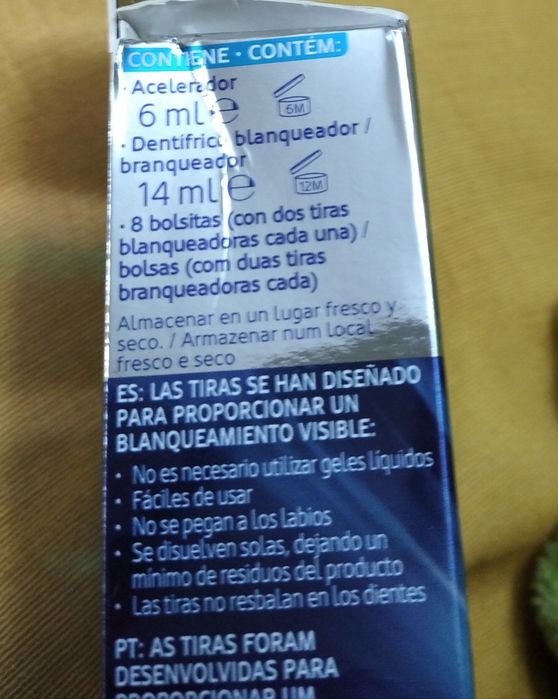 CONTIENE · CONTÉM:
· Acelerador
6 ml ℮
6M
· Dentífrico blanqueador /
branqueador
14 ml ℮
12M
· 8 bolsitas (con dos tiras
blanqueadoras cada una) /
bolsas (com duas tiras
branqueadoras cada)
Almacenar en un lugar fresco y
seco. / Armazenar num local
fresco e seco
ES: LAS TIRAS SE HAN DISEÑADO
PARA PROPORCIONAR UN
BLANQUEAMIENTO VISIBLE:
· No es necesario utilizar geles líquidos
· Fáciles de usar
· No se pegan a los labios
· Se disuelven solas, dejando un
mínimo de residuos del producto
· Las tiras no resbalan en los dientes
PT: AS TIRAS FORAM
DESENVOLVIDAS PARA
PROPORCIONAR UM